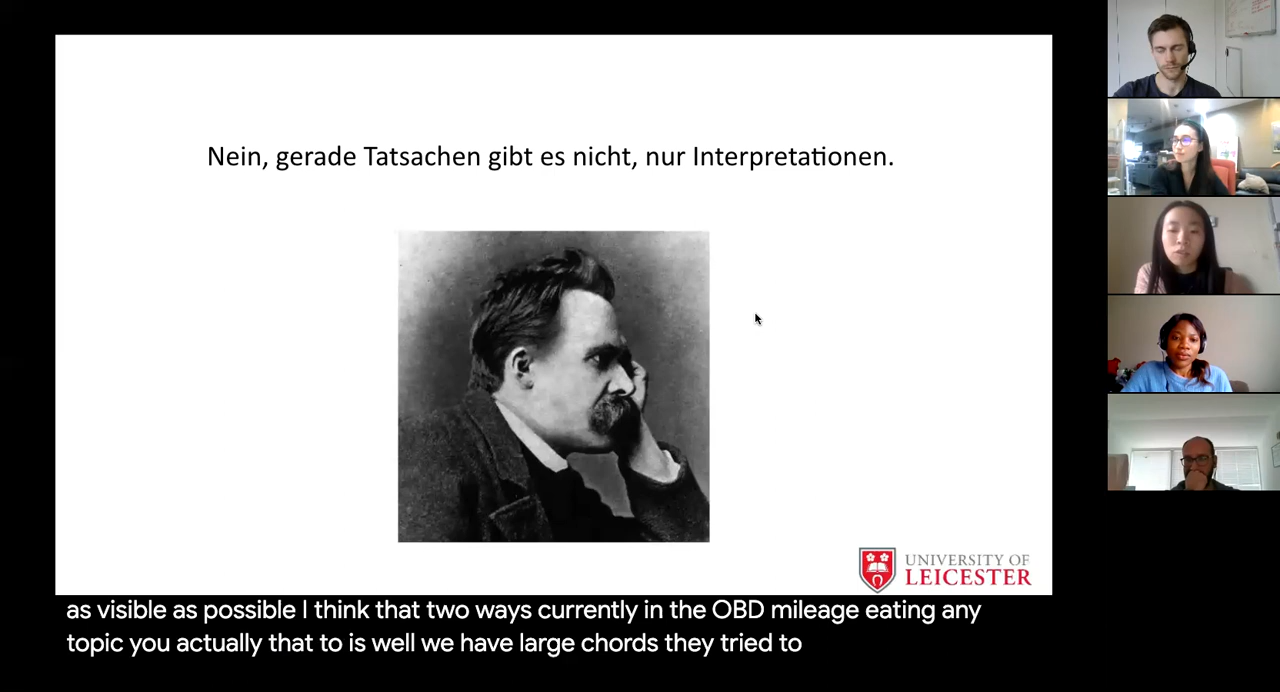 Nein, gerade Tatsachen gibt es nicht, nur Interpretationen.
UNIVERSITY OF
LEICESTER
as visible as possible I think that two ways currently in the OBD mileage eating any
topic you actually that to is well we have large chords they tried to